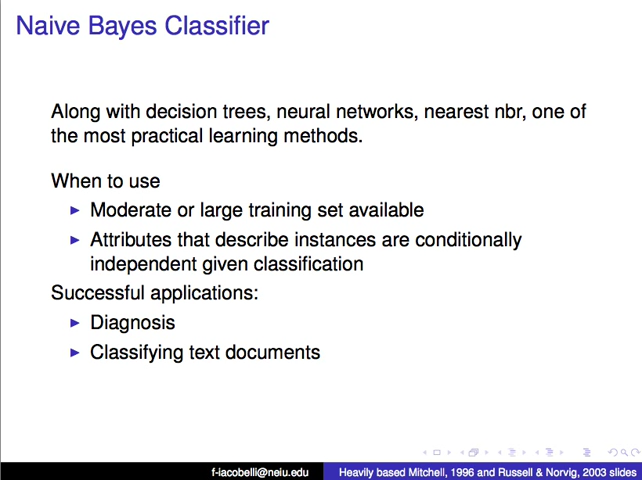 Naive Bayes Classifier
Along with decision trees, neural networks, nearest nbr, one of
the most practical learning methods.
When to use
Moderate or large training set available
Attributes that describe instances are conditionally
independent given classification
Successful applications:
Diagnosis
Classifying text documents
f-iacobelli@neiu.edu Heavily based Mitchell, 1996 and Russell & Norvig, 2003 slides